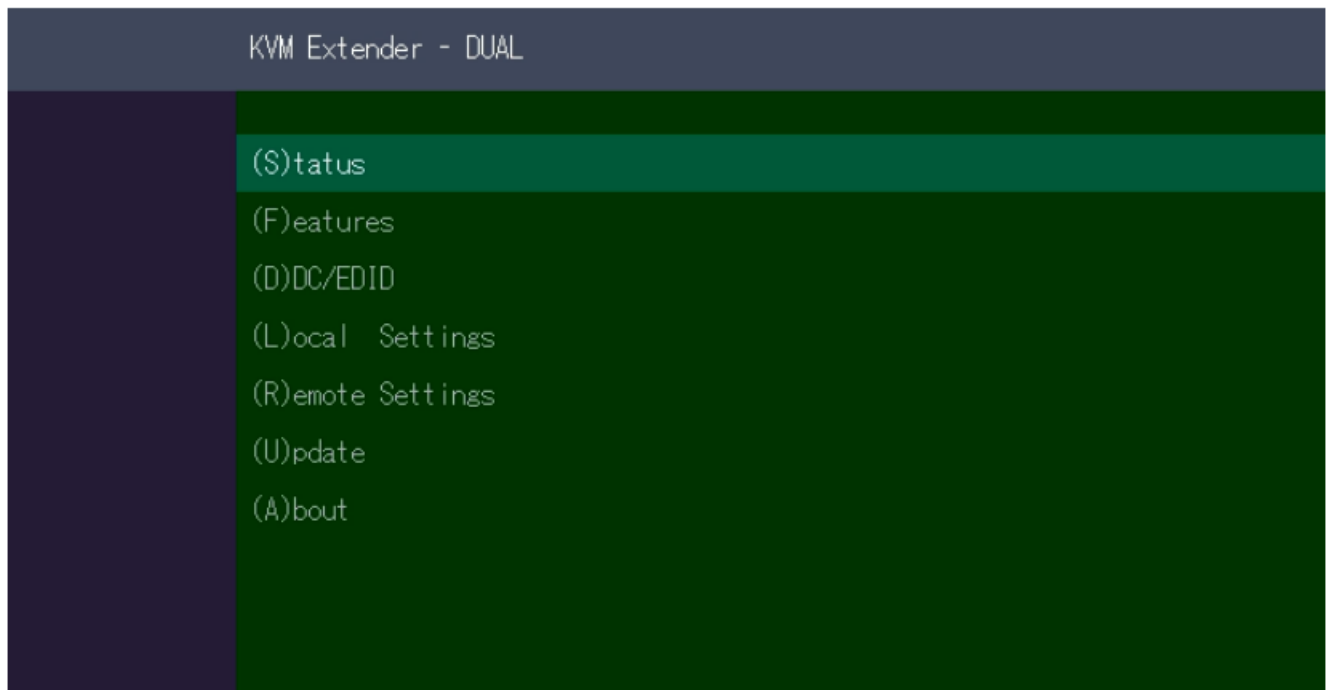 KVM Extender - DUAL
(S)tatus
(F)eatures
(D)DC/EDID
(L)ocal  Settings
(R)emote Settings
(U)pdate
(A)bout